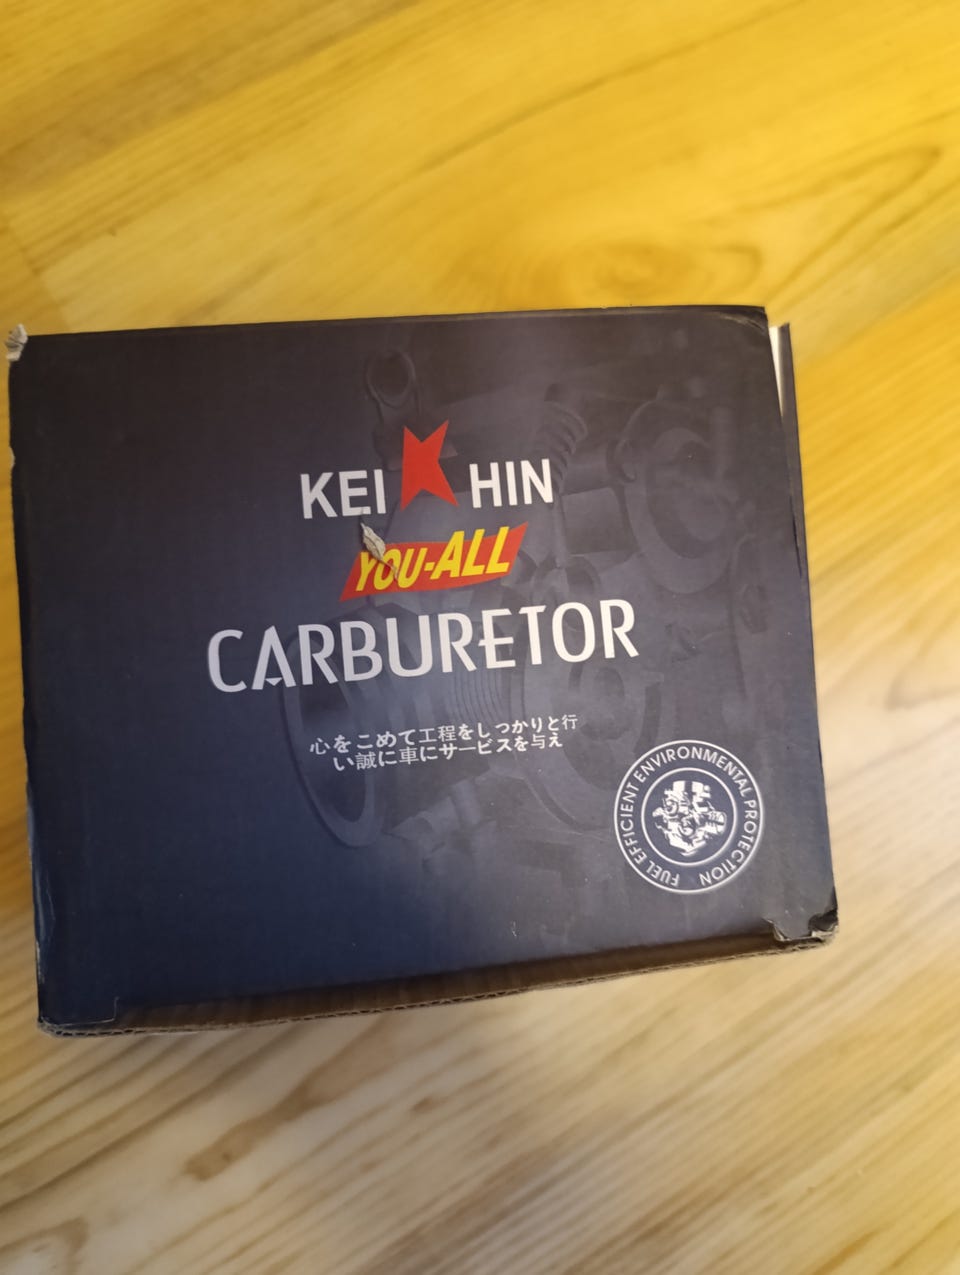 KEI HIN
YOU-ALL
CARBURETOR
心をこめて工程をしっかりと行
い誠に車にサービスを与え
FUEL EFFICIENT ENVIRONMENTAL PROTECTION